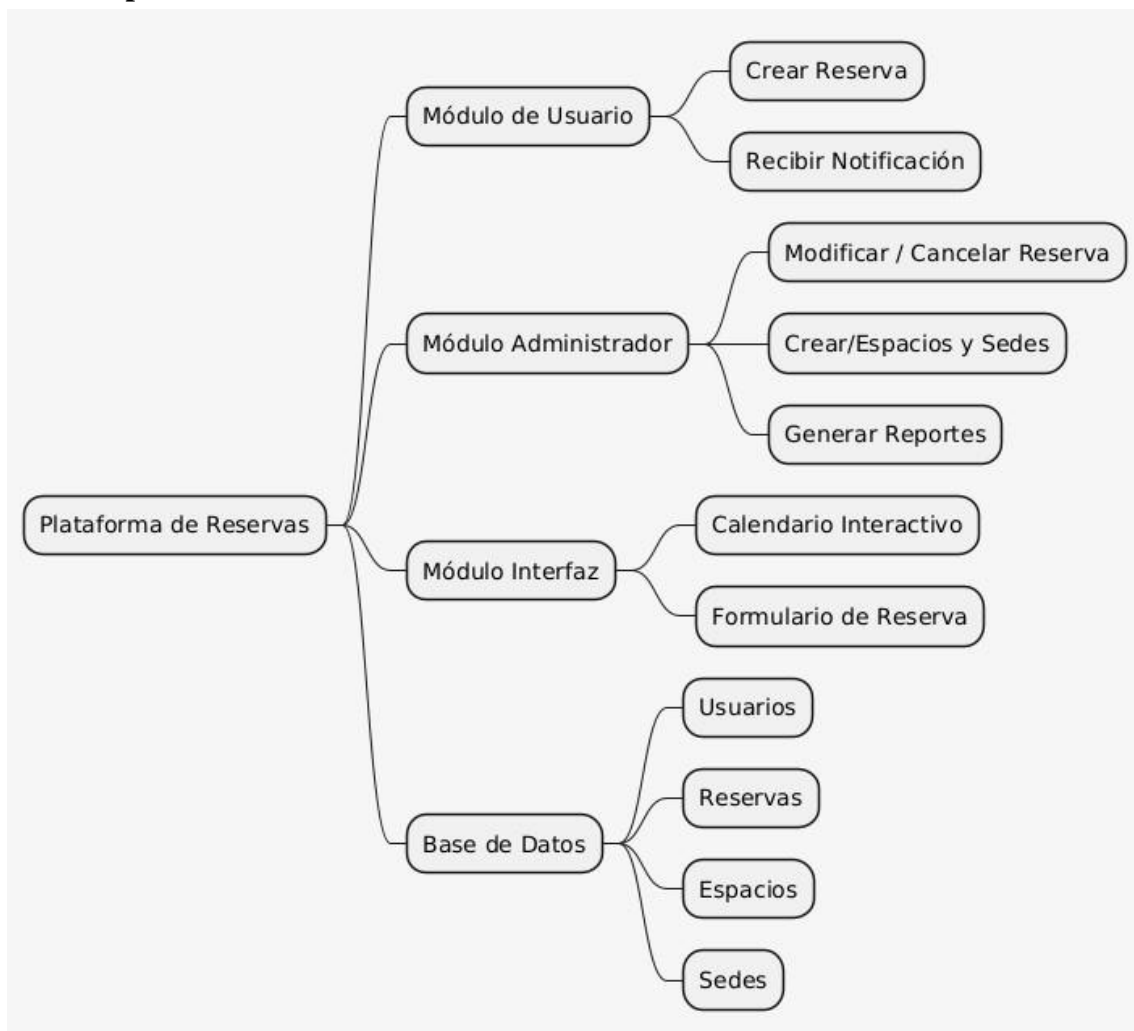 Plataforma de Reservas
Módulo de Usuario
Crear Reserva
Recibir Notificación
Módulo Administrador
Modificar / Cancelar Reserva
Crear/Espacios y Sedes
Generar Reportes
Módulo Interfaz
Calendario Interactivo
Formulario de Reserva
Base de Datos
Usuarios
Reservas
Espacios
Sedes